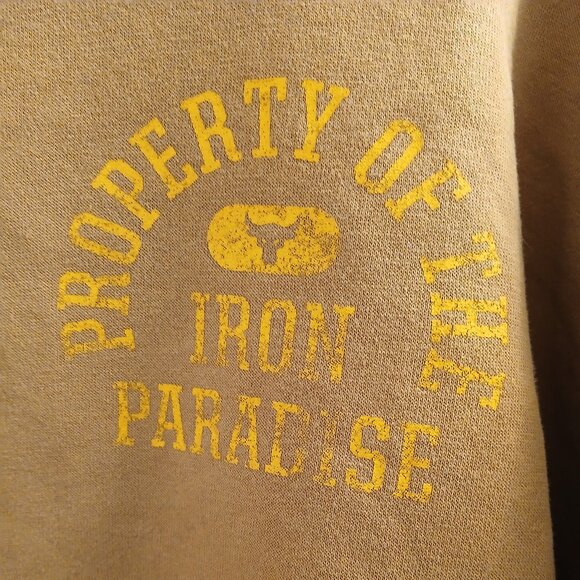 PROPERTY OF THE
IRON
PARADISE